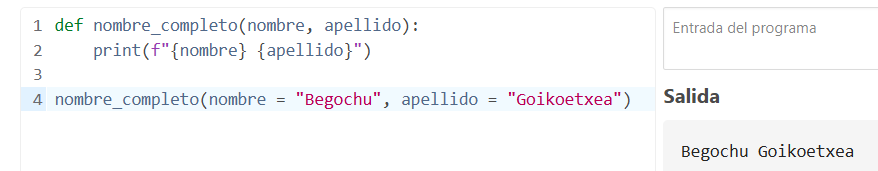 1 def nombre_completo(nombre, apellido):
2     print(f"{nombre} {apellido}")
3
4 nombre_completo(nombre = "Begochu", apellido = "Goikoetxea")
Entrada del programa
Salida
Begochu Goikoetxea